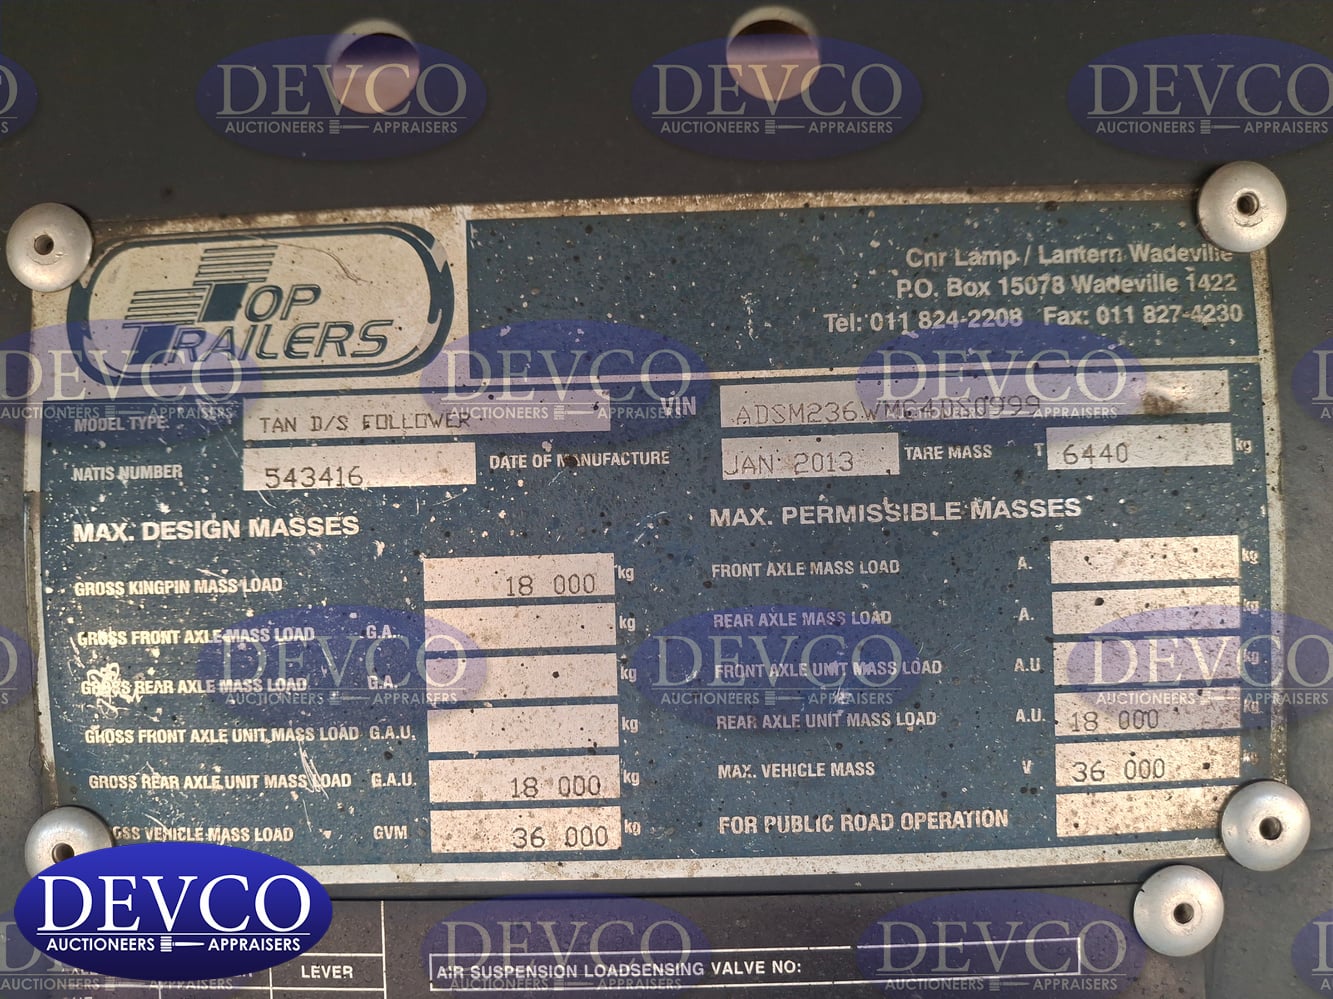 TOP TRAILERS
Cnr Lamp / Lantern Wadeville
P.O. Box 15078 Wadeville 1422
Tel: 011 824-2208 Fax: 011 827-4230
MODEL TYPE TAN D/S FOLLOWER VIN
NATIS NUMBER 543416 DATE OF MANUFACTURE JAN 2013 TARE MASS T 6440 kg
MAX. DESIGN MASSES
GROSS KINGPIN MASS LOAD 18 000 kg
GROSS FRONT AXLE MASS LOAD G.A. kg
GROSS REAR AXLE MASS LOAD G.A. kg
GROSS FRONT AXLE UNIT MASS LOAD G.A.U. kg
GROSS REAR AXLE UNIT MASS LOAD G.A.U. 18 000 kg
VEHICLE MASS LOAD GVM 36 000 kg
MAX. PERMISSIBLE MASSES
FRONT AXLE MASS LOAD A. kg
REAR AXLE MASS LOAD A. kg
FRONT AXLE UNIT MASS LOAD A.U. kg
REAR AXLE UNIT MASS LOAD A.U. 18 000 kg
MAX. VEHICLE MASS V 36 000 kg
FOR PUBLIC ROAD OPERATION
LEVER
AIR SUSPENSION LOADSENSING VALVE NO:
DEVCO
AUCTIONEERS APPRAISERS